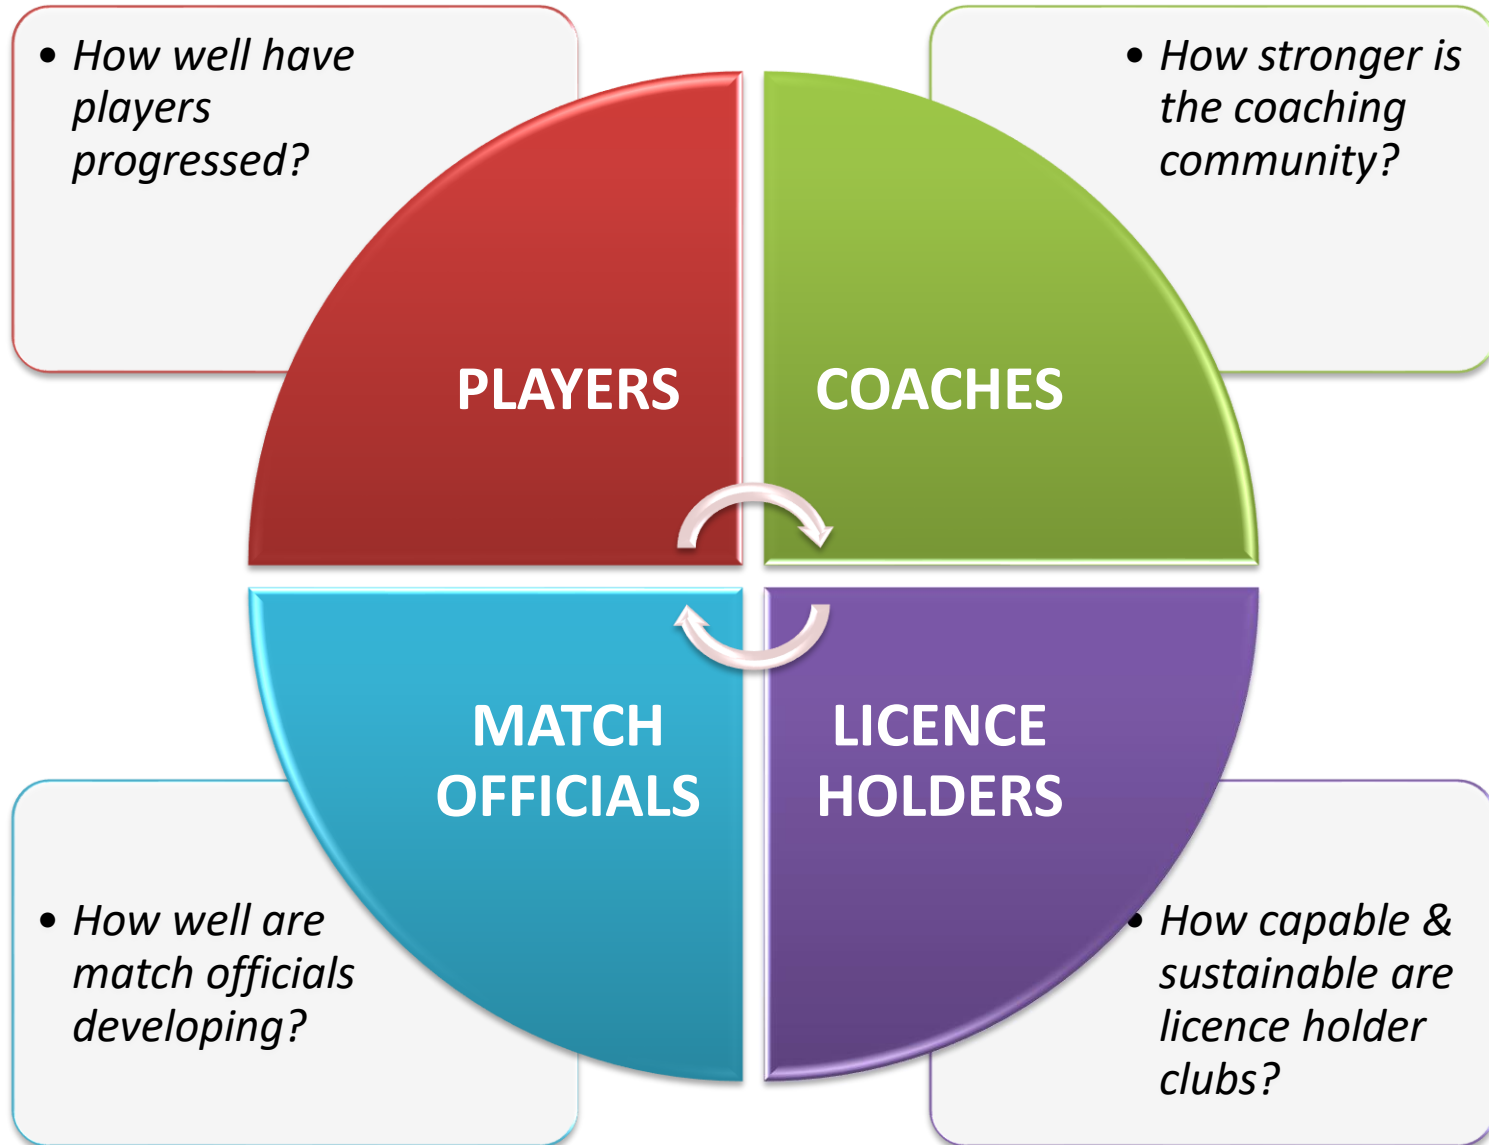 • How well have
players
progressed?
• How stronger is
the coaching
community?
PLAYERS
COACHES
MATCH
OFFICIALS
LICENCE
HOLDERS
• How well are
match officials
developing?
• How capable &
sustainable are
licence holder
clubs?